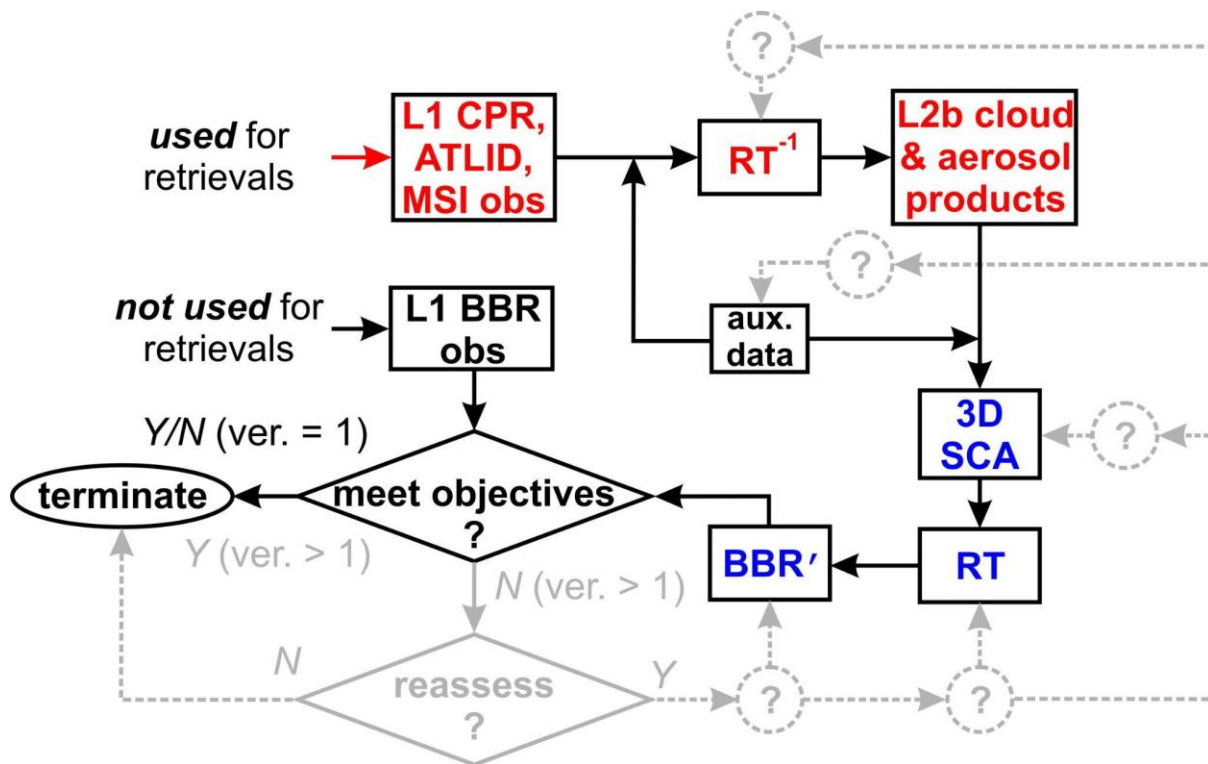 ?
used for
retrievals
L1 CPR,
ATLID,
MSI obs
RT-1
L2b cloud
& aerosol
products
?
not used for
retrievals
L1 BBR
obs
aux.
data
Y/N (ver. = 1)
3D
SCA
?
terminate
meet objectives
?
Y (ver. > 1)
BBR′
RT
N (ver. > 1)
N
reassess
?
Y
?
?